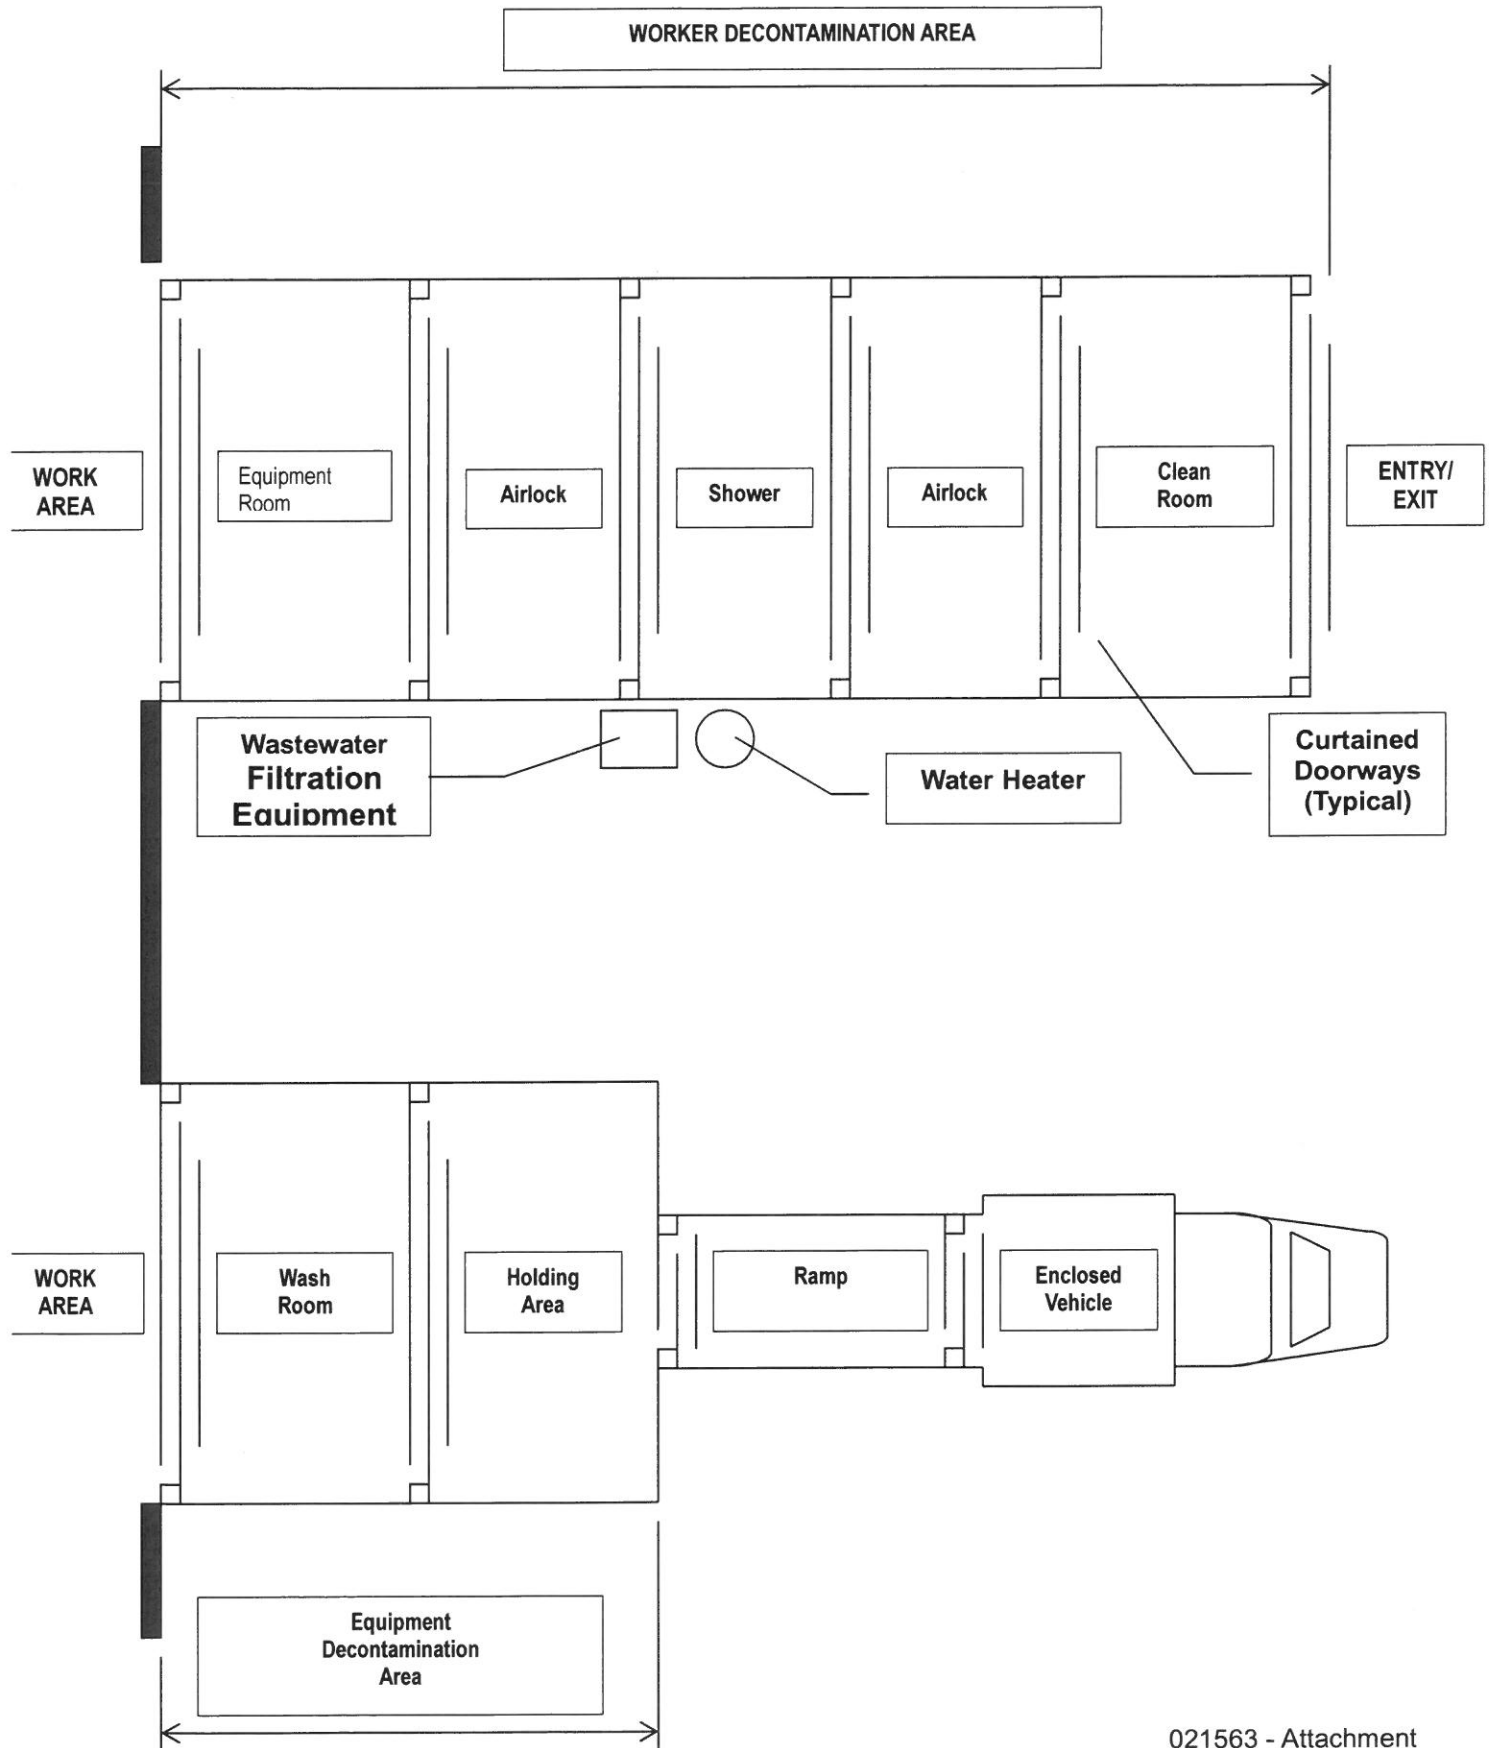 WORKER DECONTAMINATION AREA
WORK
AREA
Equipment
Room
Airlock
Shower
Airlock
Clean
Room
ENTRY/
EXIT
Wastewater
Filtration
Equipment
Water Heater
Curtained
Doorways
(Typical)
WORK
AREA
Wash
Room
Holding
Area
Ramp
Enclosed
Vehicle
Equipment
Decontamination
Area
021563 - Attachment